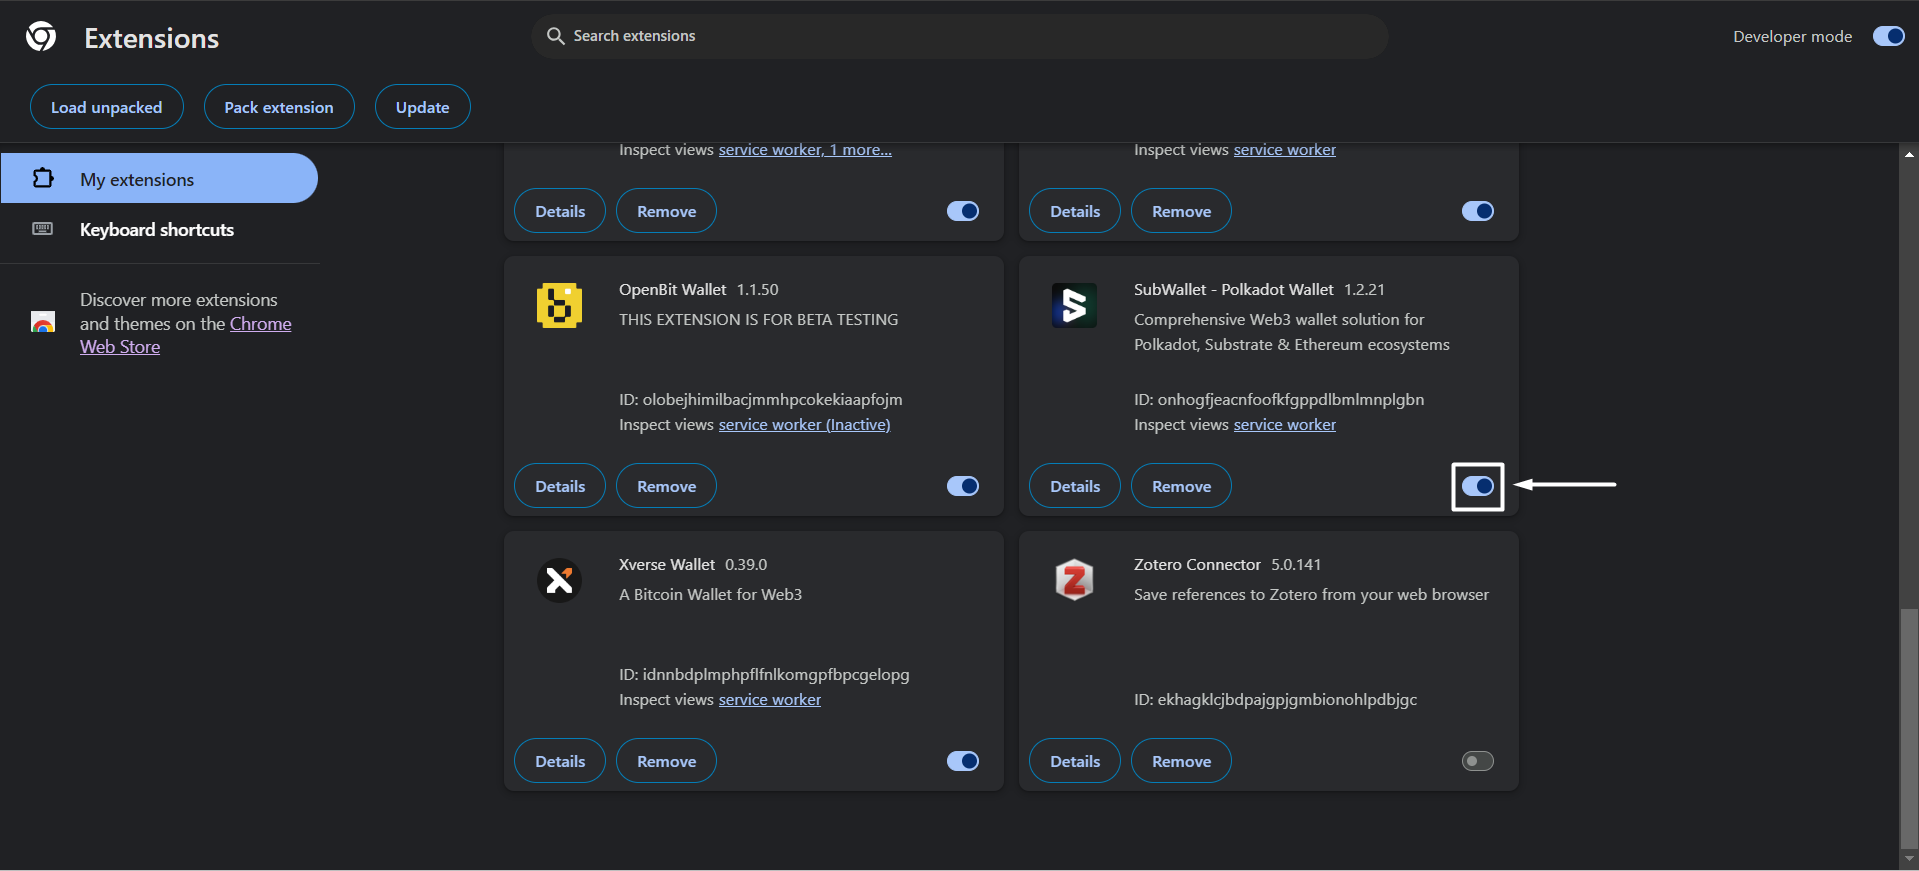 Extensions
Search extensions
Developer mode
Load unpacked
Pack extension
Update
My extensions
Keyboard shortcuts
Discover more extensions
and themes on the Chrome
Web Store
Inspect views service worker, 1 more...
Details
Remove
Inspect views service worker
Details
Remove
OpenBit Wallet 1.1.50
THIS EXTENSION IS FOR BETA TESTING
ID: olobejhimilbacjmmhpcokekiaapfojm
Inspect views service worker (Inactive)
Details
Remove
SubWallet - Polkadot Wallet 1.2.21
Comprehensive Web3 wallet solution for
Polkadot, Substrate & Ethereum ecosystems
ID: onhogfjeacnfoofkfgppdlbmlmnplgbn
Inspect views service worker
Details
Remove
Xverse Wallet 0.39.0
A Bitcoin Wallet for Web3
ID: idnnbdplmphpflfnlkomgpfbpcgelopg
Inspect views service worker
Details
Remove
Zotero Connector 5.0.141
Save references to Zotero from your web browser
ID: ekhagklcjbdpajgpjgmbionohlpdbjgc
Details
Remove